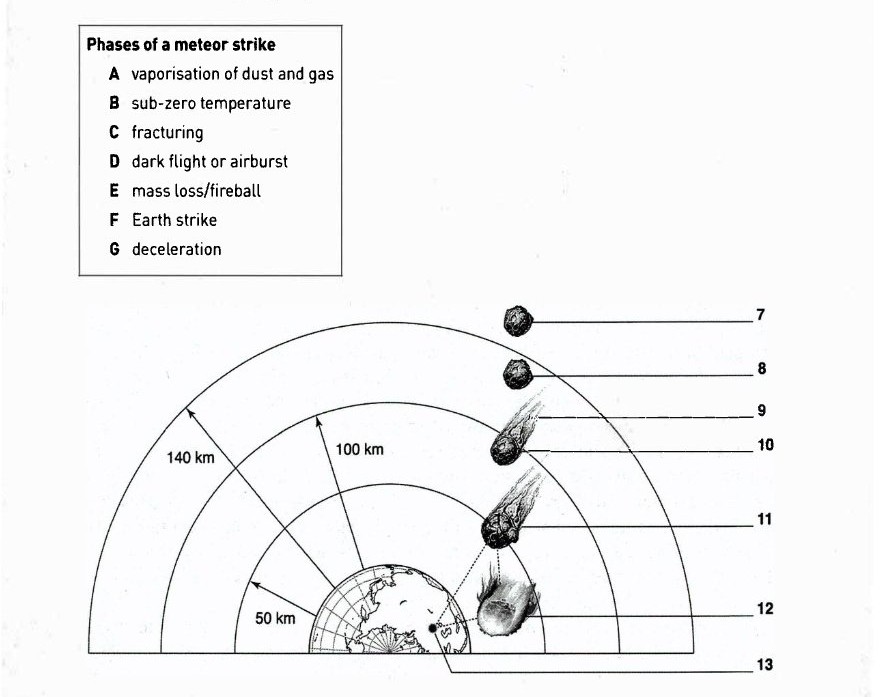 Phases of a meteor strike
A vaporisation of dust and gas
B sub-zero temperature
C fracturing
D dark flight or airburst
E mass loss/fireball
F Earth strike
G deceleration
7
8
9
10
140 km
100 km
11
50 km
12
13